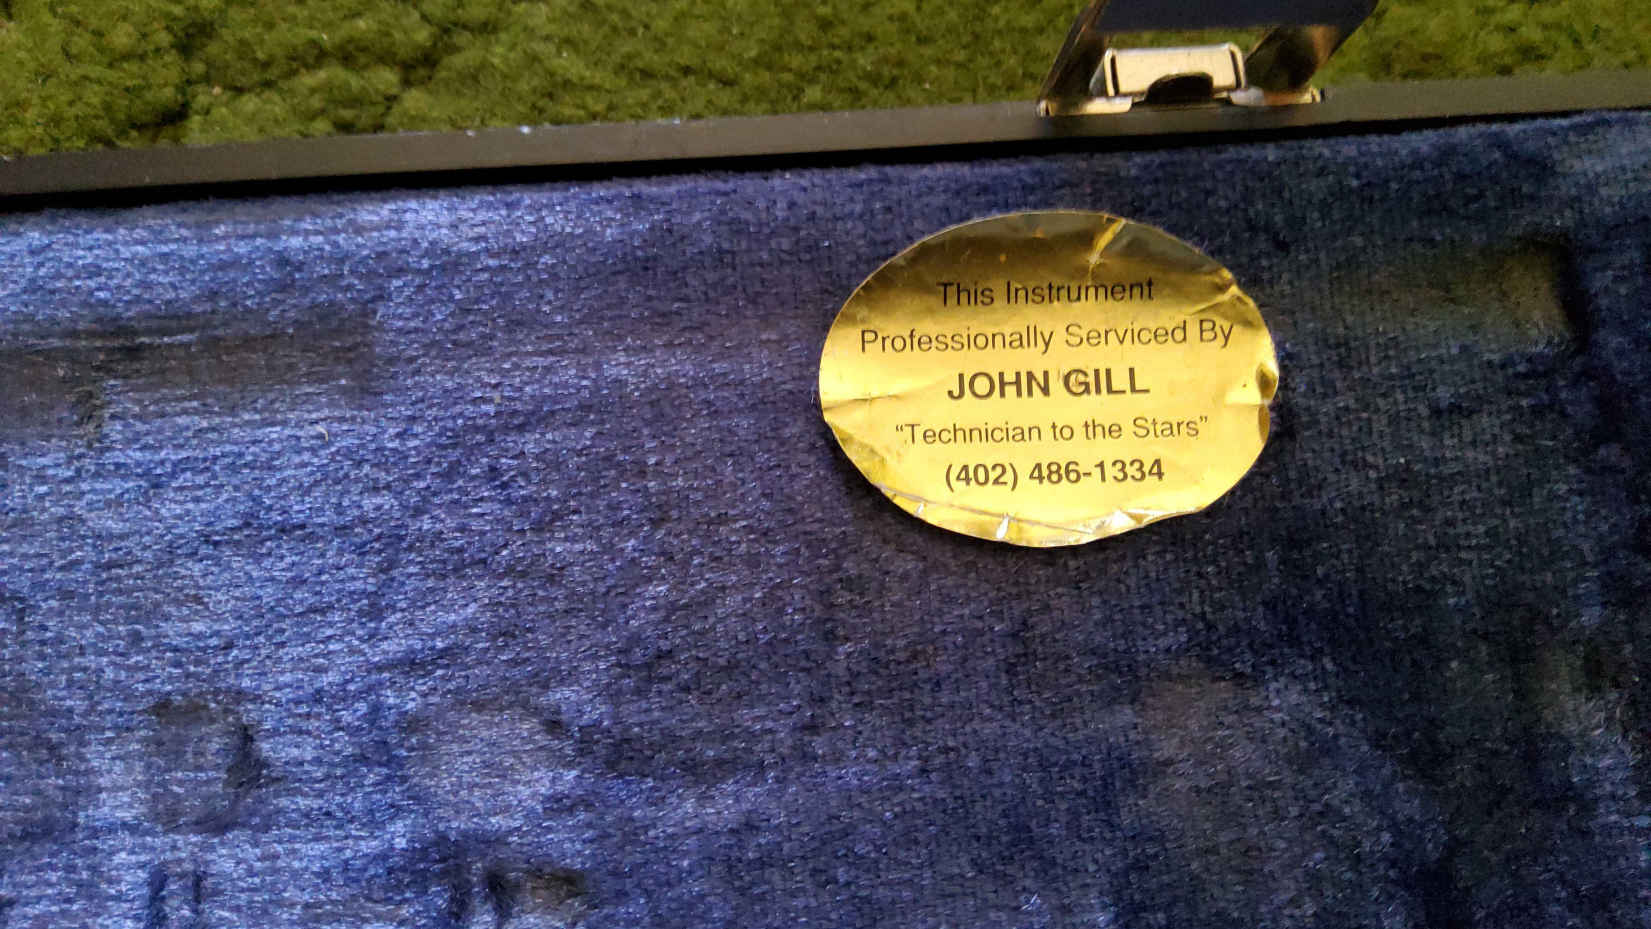 This Instrument
Professionally Serviced By
JOHN GILL
“Technician to the Stars”
(402) 486-1334